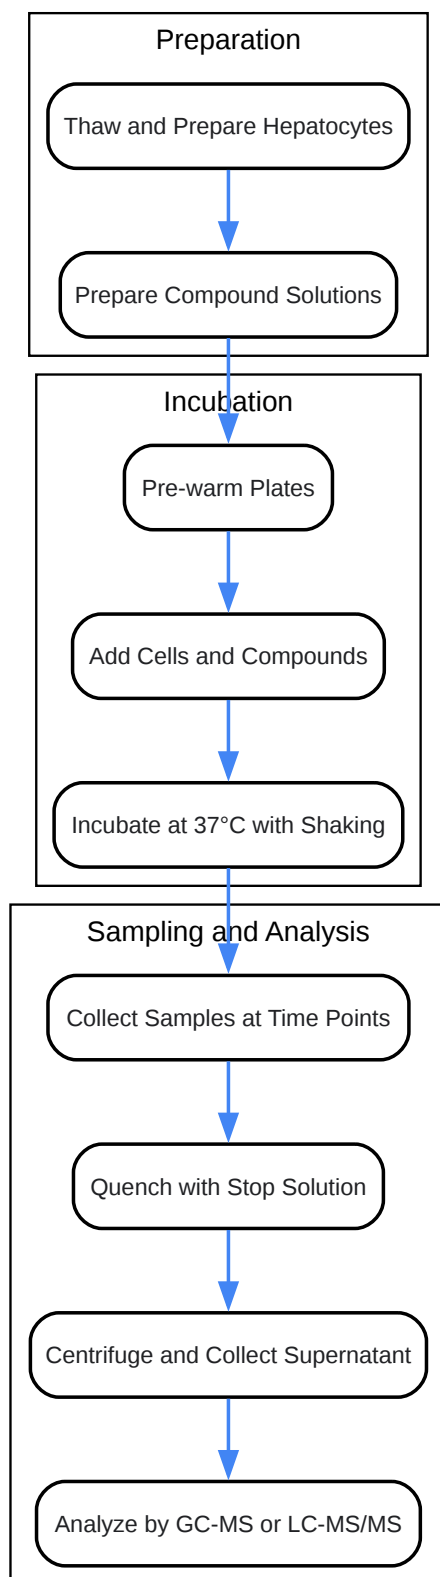 Preparation
Thaw and Prepare Hepatocytes
Prepare Compound Solutions
Incubation
Pre-warm Plates
Add Cells and Compounds
Incubate at 37°C with Shaking
Sampling and Analysis
Collect Samples at Time Points
Quench with Stop Solution
Centrifuge and Collect Supernatant
Analyze by GC-MS or LC-MS/MS